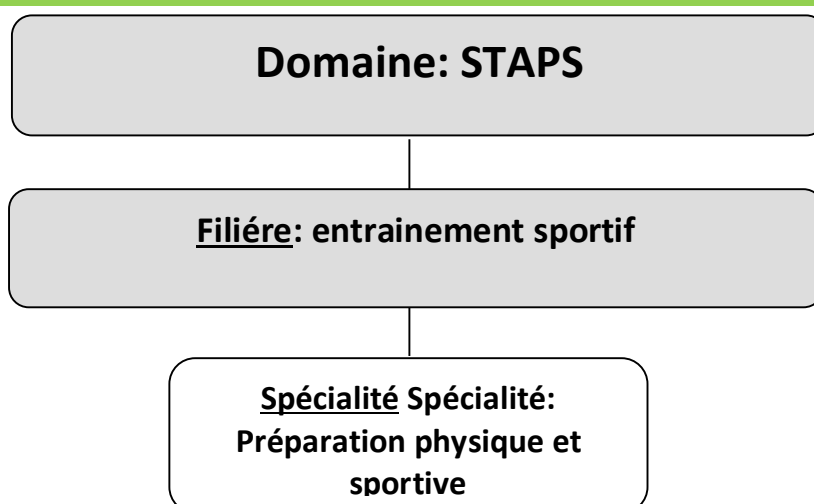 Domaine: STAPS
Filiére: entrainement sportif
Spécialité Spécialité:
Préparation physique et
sportive